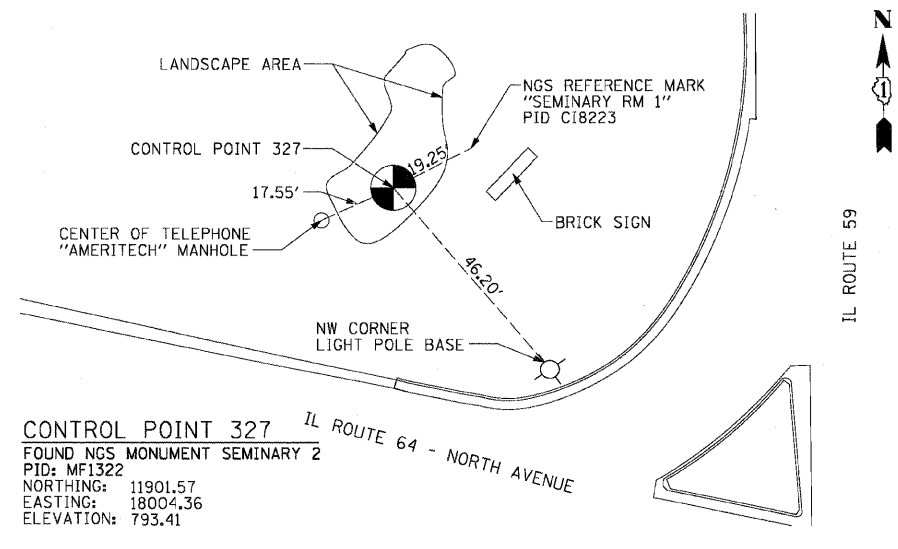 N
1
LANDSCAPE AREA
NGS REFERENCE MARK
"SEMINARY RM 1"
PID CI8223
CONTROL POINT 327
19.25'
17.55'
BRICK SIGN
CENTER OF TELEPHONE
"AMERITECH" MANHOLE
46.20'
IL ROUTE 59
NW CORNER
LIGHT POLE BASE
IL ROUTE 64 - NORTH AVENUE
CONTROL POINT 327
FOUND NGS MONUMENT SEMINARY 2
PID: MF1322
NORTHING: 11901.57
EASTING: 18004.36
ELEVATION: 793.41